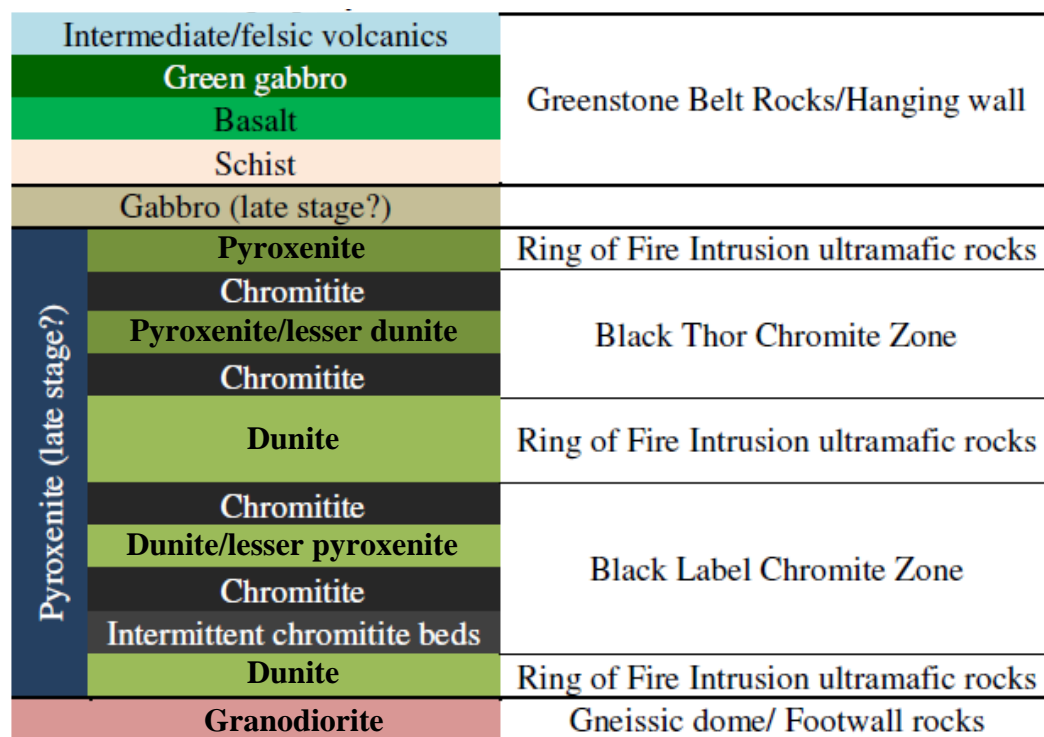 Intermediate/felsic volcanics
Green gabbro
Basalt
Schist
Greenstone Belt Rocks/Hanging wall
Gabbro (late stage?)
Pyroxenite (late stage?)
Pyroxenite
Ring of Fire Intrusion ultramafic rocks
Chromitite
Pyroxenite/lesser dunite
Chromitite
Black Thor Chromite Zone
Dunite
Ring of Fire Intrusion ultramafic rocks
Chromitite
Dunite/lesser pyroxenite
Chromitite
Intermittent chromitite beds
Black Label Chromite Zone
Dunite
Ring of Fire Intrusion ultramafic rocks
Granodiorite
Gneissic dome/ Footwall rocks